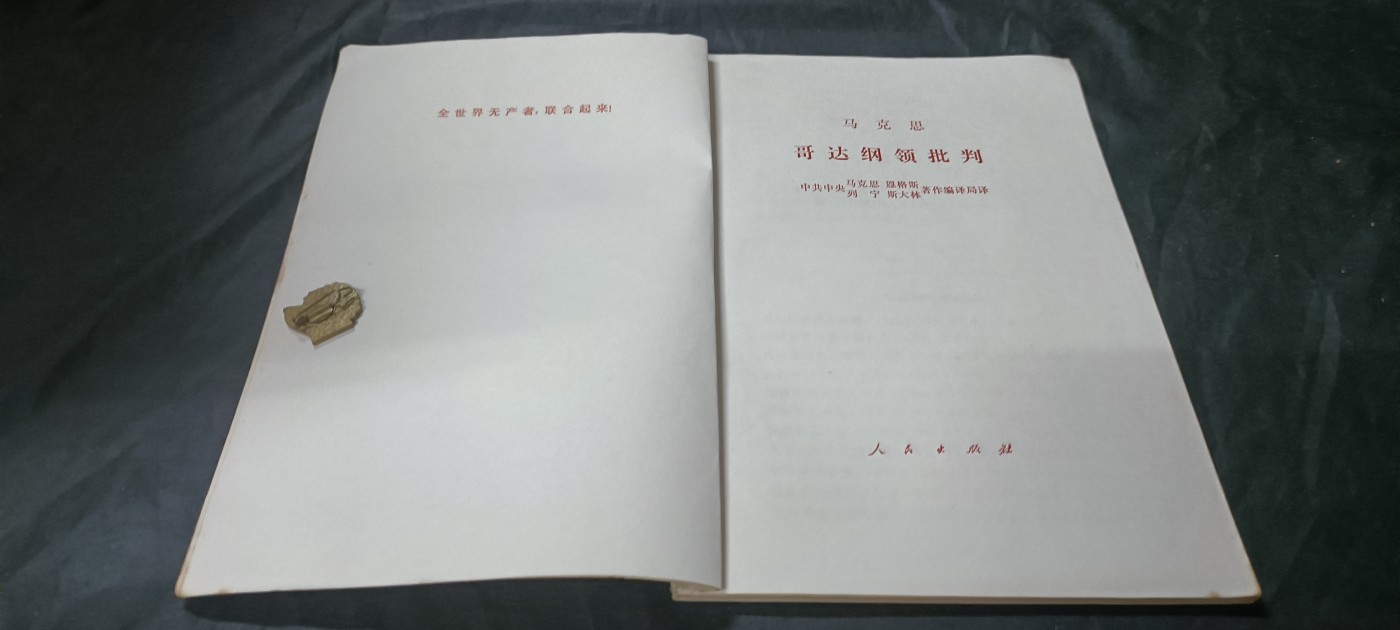 全世界无产者，联合起来！
马克思
哥达纲领批判
中共中央马克思 恩格斯
列宁 斯大林著作编译局译
人民出版社